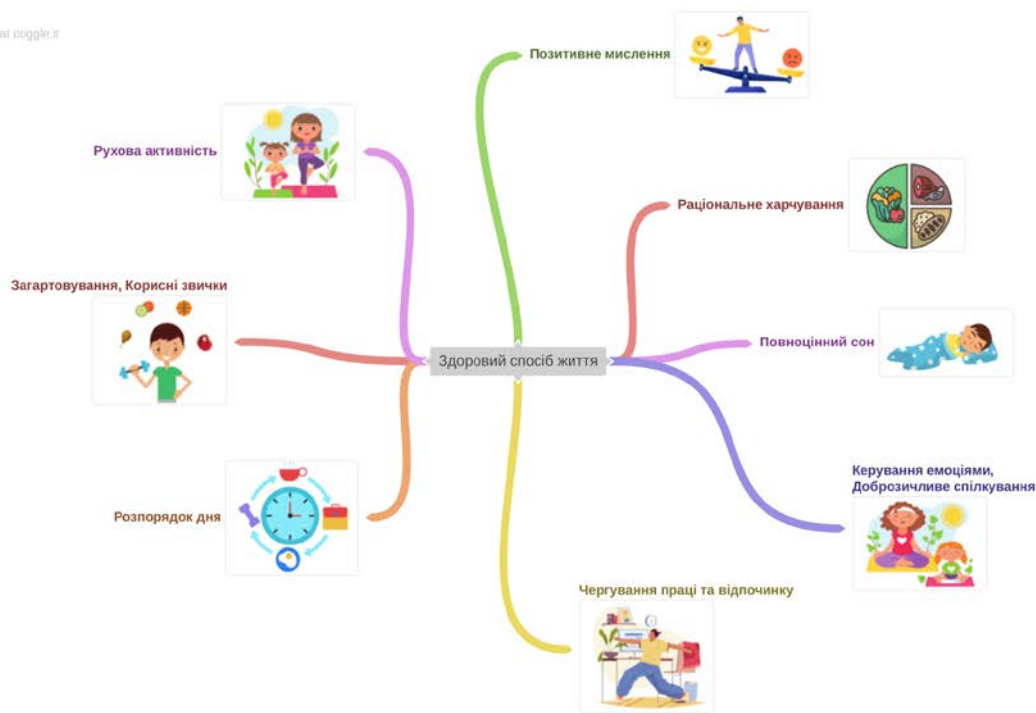 at coggle.it
Позитивне мислення
Рухова активність
Раціональне харчування
Загартовування, Корисні звички
Здоровий спосіб життя
Повноцінний сон
Керування емоціями,
Доброзичливе спілкування
Розпорядок дня
Чергування праці та відпочинку